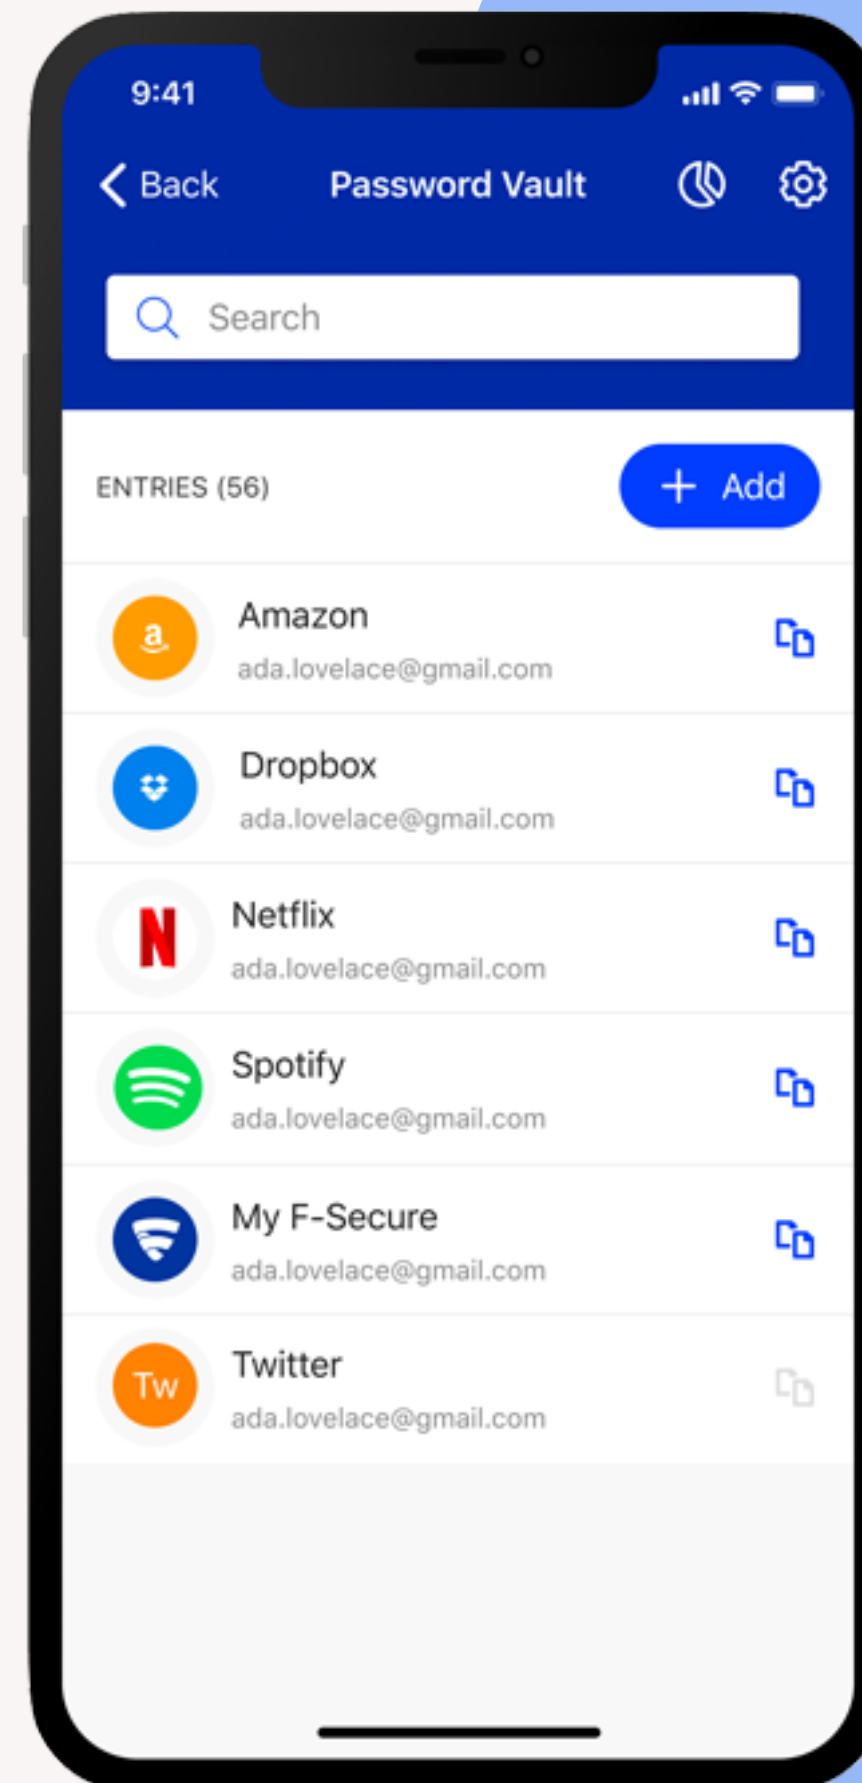 9:41
Back Password Vault
Search
ENTRIES (56) + Add
a Amazon
ada.lovelace@gmail.com
Dropbox
ada.lovelace@gmail.com
N Netflix
ada.lovelace@gmail.com
Spotify
ada.lovelace@gmail.com
My F-Secure
ada.lovelace@gmail.com
Tw Twitter
ada.lovelace@gmail.com